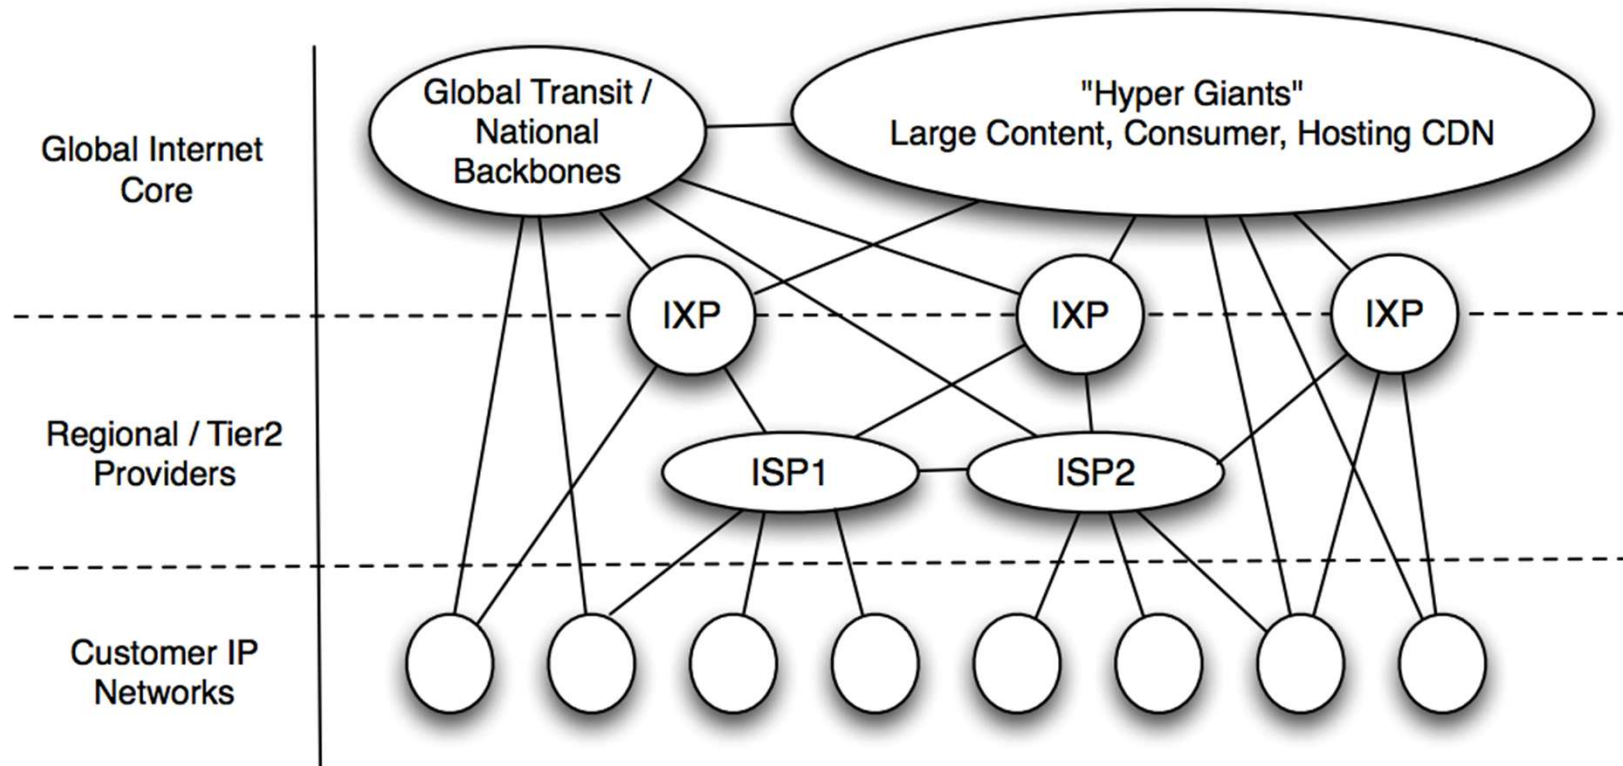 Global Internet
Core
Global Transit /
National
Backbones
"Hyper Giants"
Large Content, Consumer, Hosting CDN
IXP
IXP
IXP
Regional / Tier2
Providers
ISP1
ISP2
Customer IP
Networks